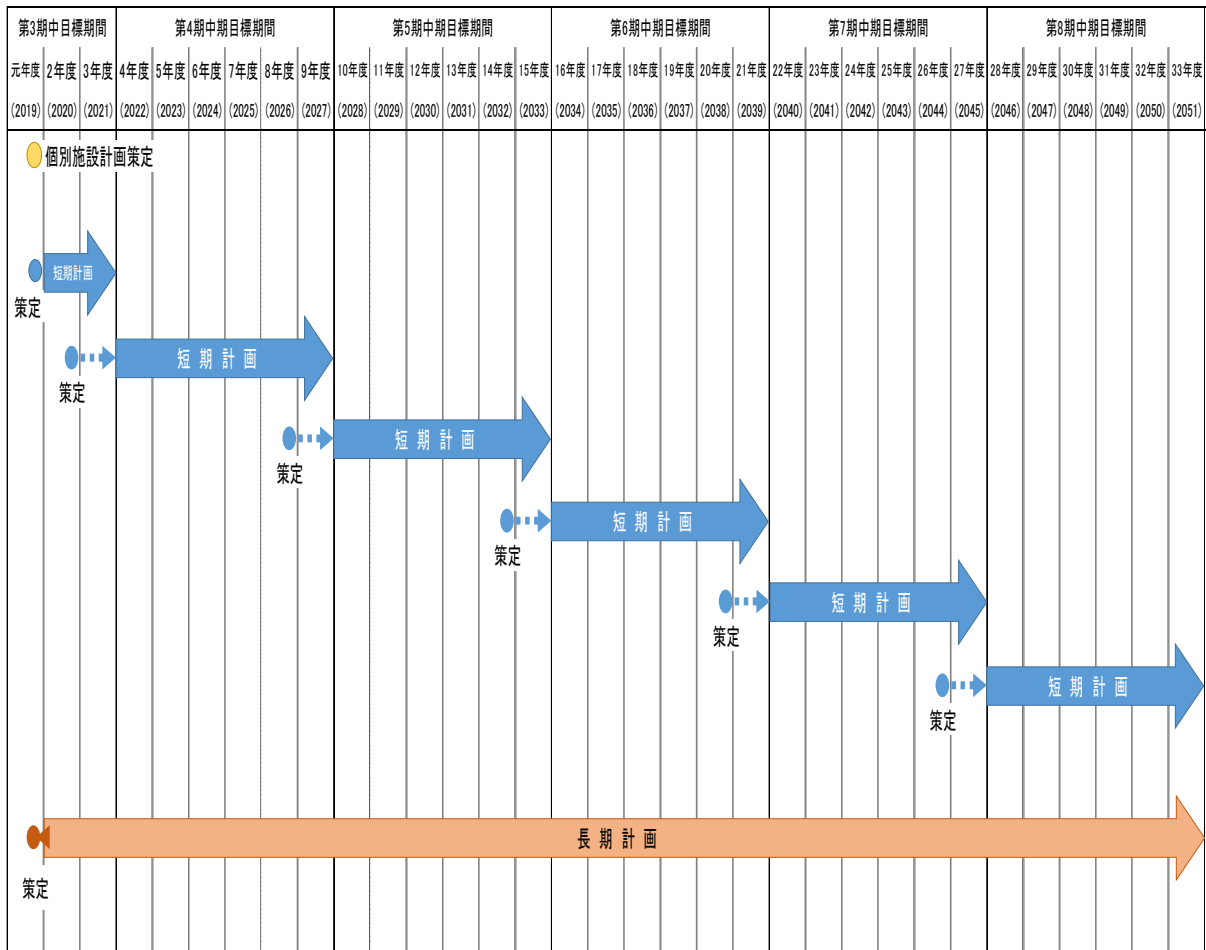 第3期中目標期間 第4期中期目標期間 第5期中期目標期間 第6期中期目標期間 第7期中期目標期間 第8期中期目標期間
元年度 2年度 3年度 4年度 5年度 6年度 7年度 8年度 9年度 10年度 11年度 12年度 13年度 14年度 15年度 16年度 17年度 18年度 19年度 20年度 21年度 22年度 23年度 24年度 25年度 26年度 27年度 28年度 29年度 30年度 31年度 32年度 33年度
(2019) (2020) (2021) (2022) (2023) (2024) (2025) (2026) (2027) (2028) (2029) (2030) (2031) (2032) (2033) (2034) (2035) (2036) (2037) (2038) (2039) (2040) (2041) (2042) (2043) (2044) (2045) (2046) (2047) (2048) (2049) (2050) (2051)
個別施設計画策定
短期計画
策定
短期計画
策定
短期計画
策定
短期計画
策定
短期計画
策定
短期計画
策定
長期計画
策定